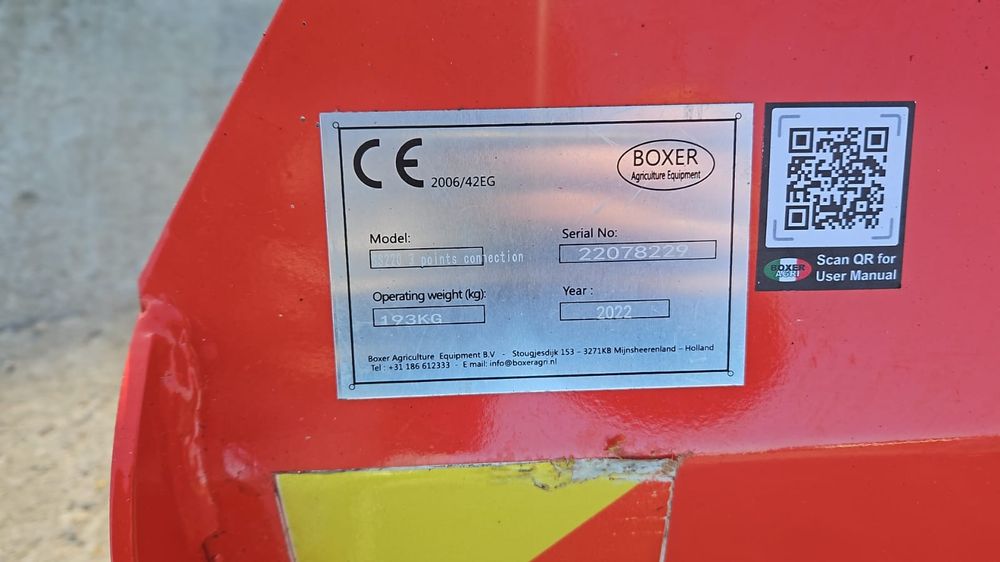 CE 2006/42EG
BOXER
Agriculture Equipment
Model:
3 points connection
Serial No:
22078229
Operating weight (kg):
193KG
Year :
2022
Boxer Agriculture Equipment B.V - Stougjesdijk 153 - 3271KB Mijnsheerenland - Holland
Tel : +31 186 612333 - E mail: info@boxeragri.nl
BOXER
AGRI
Scan QR for
User Manual